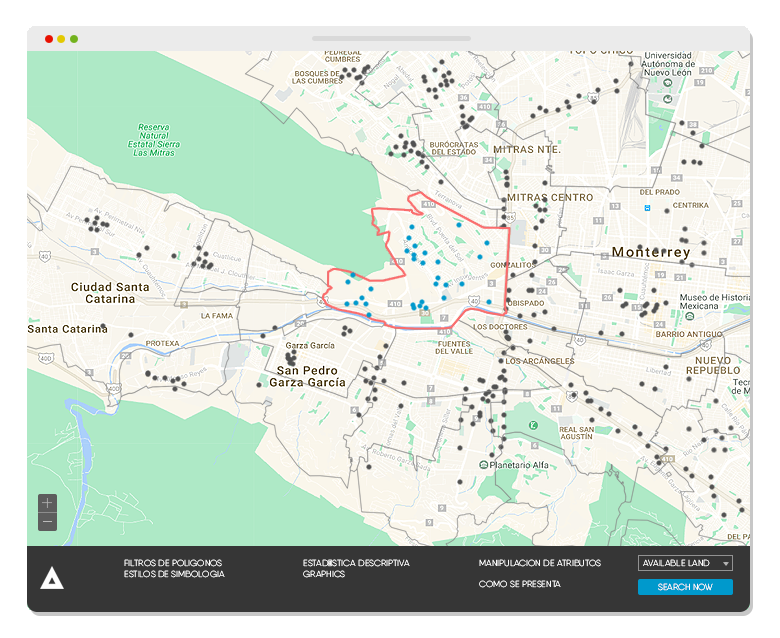 TOPO CHICO
PEDREGAL
CUMBRES
BOSQUES DE
LAS CUMBRES
Universidad
Autónoma de
Nuevo León
BURÓCRATAS
DEL ESTADO
MITRAS NTE.
Reserva
Natural
Estatal Sierra
Las Mitras
MITRAS CENTRO
DEL PRADO
CENTRIKA
Monterrey
GONZALITOS
Ciudad Santa
Catarina
Santa Catarina
LA FAMA
PROTEXA
OBISPADO
LOS DOCTORES
Museo de Historia
Mexicana
BARRIO ANTIGUO
Garza García
FUENTES
DEL VALLE
LOS ARCÁNGELES
NUEVO
REPUEBLO
San Pedro
Garza García
REAL SAN
AGUSTÍN
Planetario Alfa
FILTROS DE POLIGONOS
ESTILOS DE SIMBOLOGIA
ESTADÍSTICA DESCRIPTIVA
GRAPHICS
MANIPULACION DE ATRIBUTOS
COMO SE PRESENTA
AVAILABLE LAND
SEARCH NOW